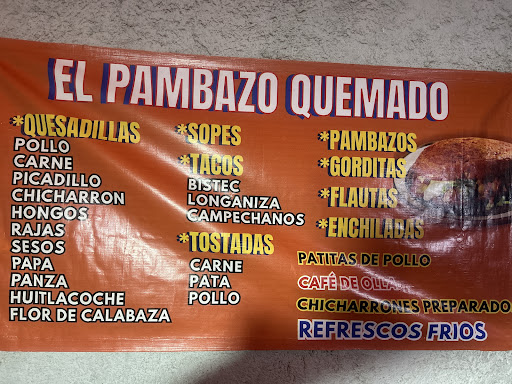 EL PAMBAZO QUEMADO
*QUESADILLAS
POLLO
CARNE
PICADILLO
CHICHARRON
HONGOS
RAJAS
SESOS
PAPA
PANZA
HUITLACOCHE
FLOR DE CALABAZA
*SOPES
*TACOS
BISTEC
LONGANIZA
CAMPECHANOS
*TOSTADAS
CARNE
PATA
POLLO
*PAMBAZOS
*GORDITAS
*FLAUTAS
*ENCHILADAS
PATITAS DE POLLO
CAFÉ DE OLLA
CHICHARRONES PREPARADO
REFRESCOS FRIOS